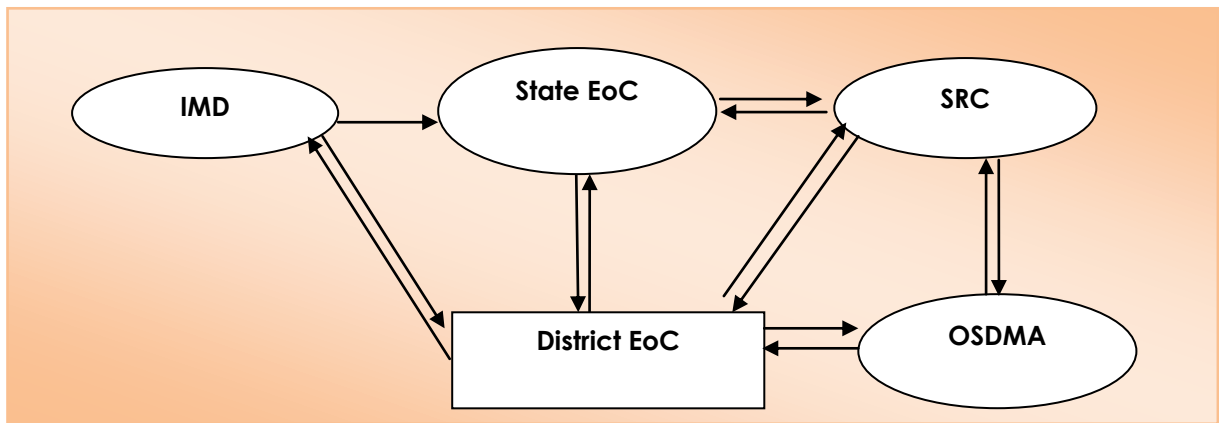 IMD
State EoC
SRC
District EoC
OSDMA